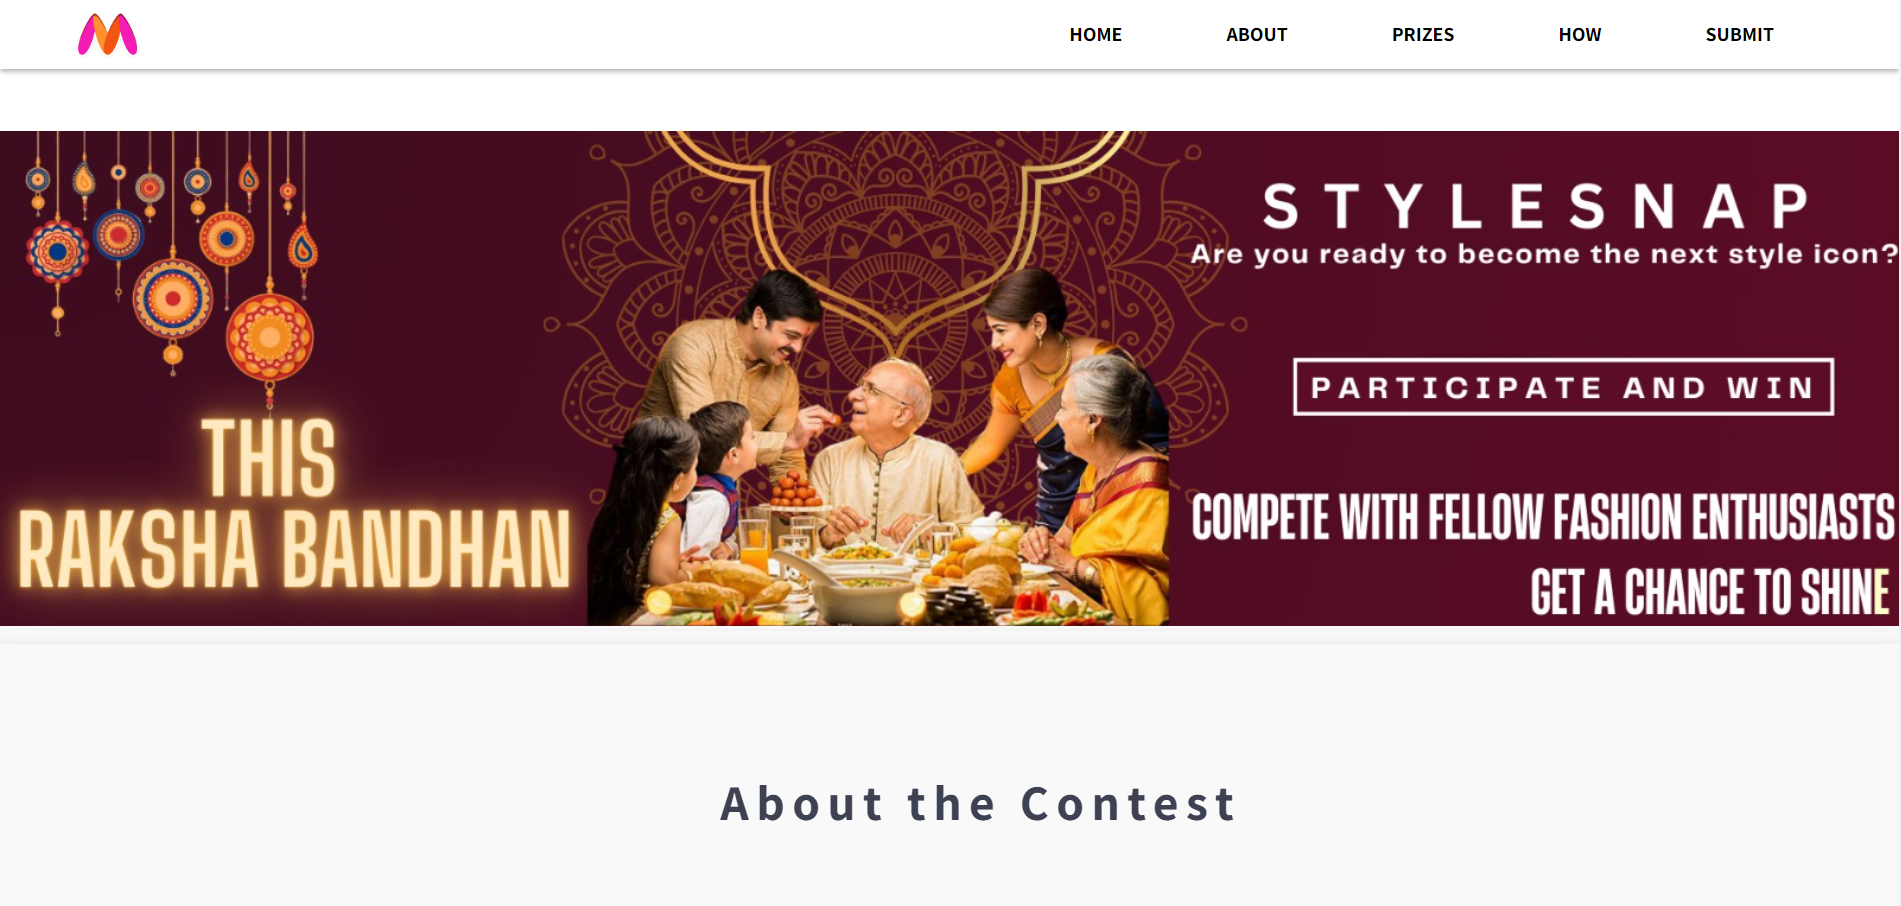 HOME ABOUT PRIZES HOW SUBMIT
STYLESNAP
Are you ready to become the next style icon?
PARTICIPATE AND WIN
THIS
RAKSHA BANDHAN
COMPETE WITH FELLOW FASHION ENTHUSIASTS
GET A CHANCE TO SHINE
About the Contest